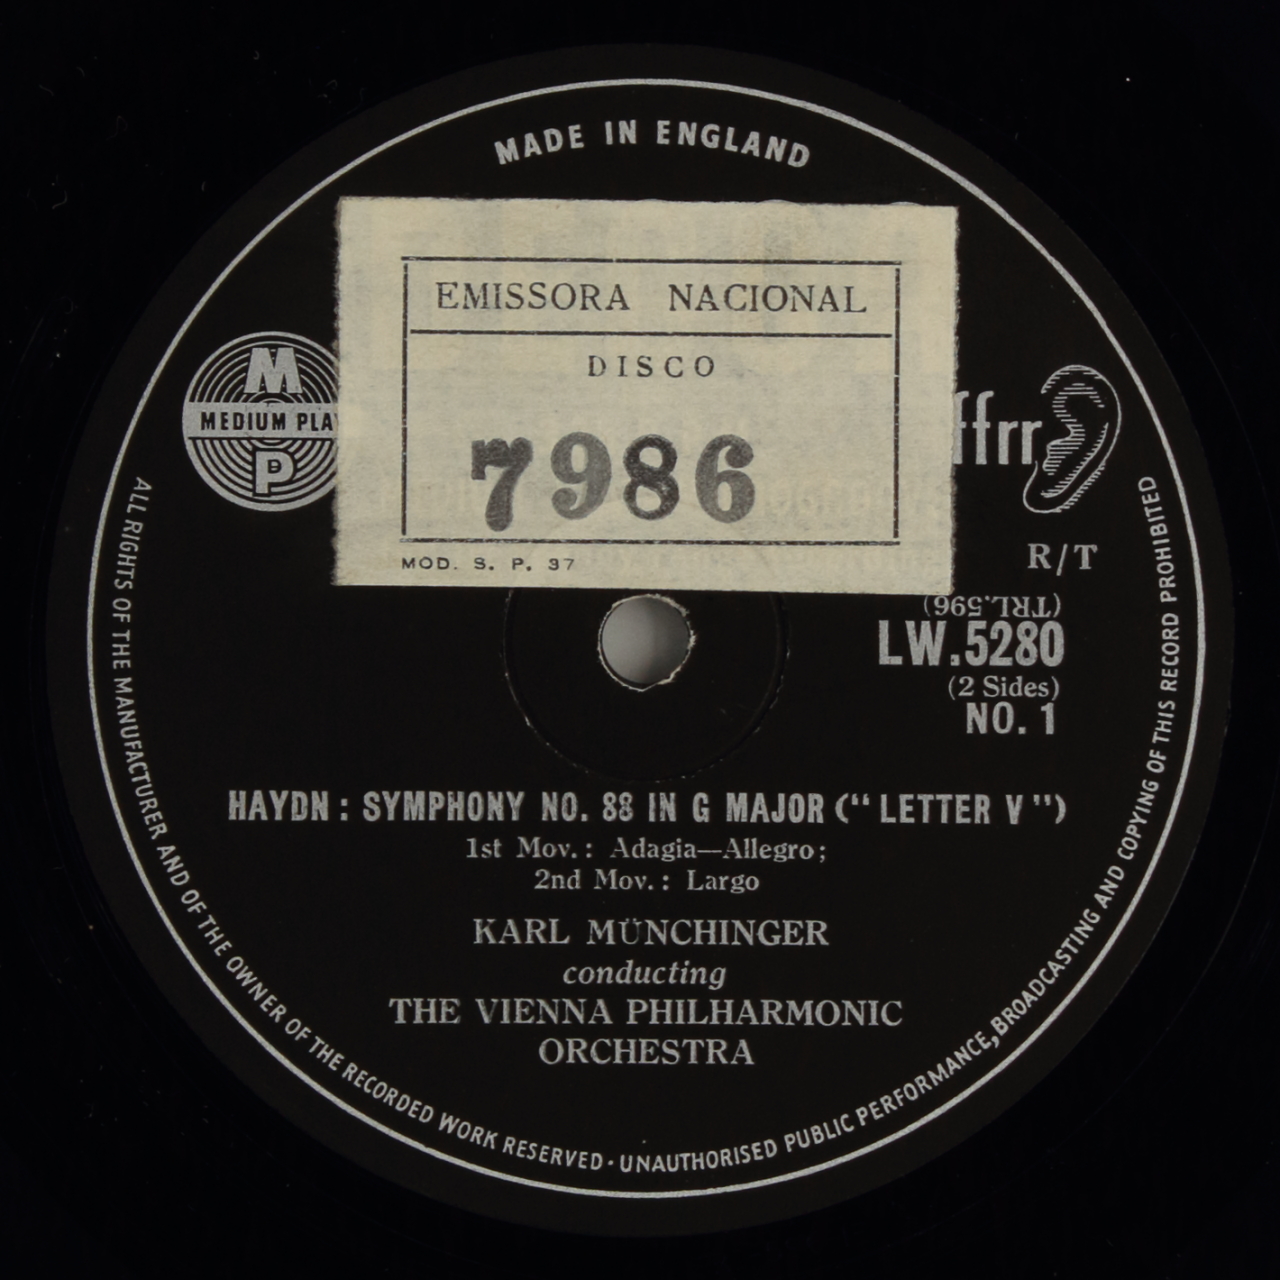 MADE IN ENGLAND
EMISSORA NACIONAL
DISCO
7986
MOD. S. P. 37
M
MEDIUM PLA
P
ffrr
R/T
(TRL.596)
LW.5280
(2 Sides)
NO. 1
HAYDN : SYMPHONY NO. 88 IN G MAJOR (“ LETTER V ”)
1st Mov.: Adagia—Allegro;
2nd Mov.: Largo
KARL MÜNCHINGER
conducting
THE VIENNA PHILHARMONIC
ORCHESTRA
ALL RIGHTS OF THE MANUFACTURER AND OF THE OWNER OF THE RECORDED WORK RESERVED · UNAUTHORISED PUBLIC PERFORMANCE, BROADCASTING AND COPYING OF THIS RECORD PROHIBITED